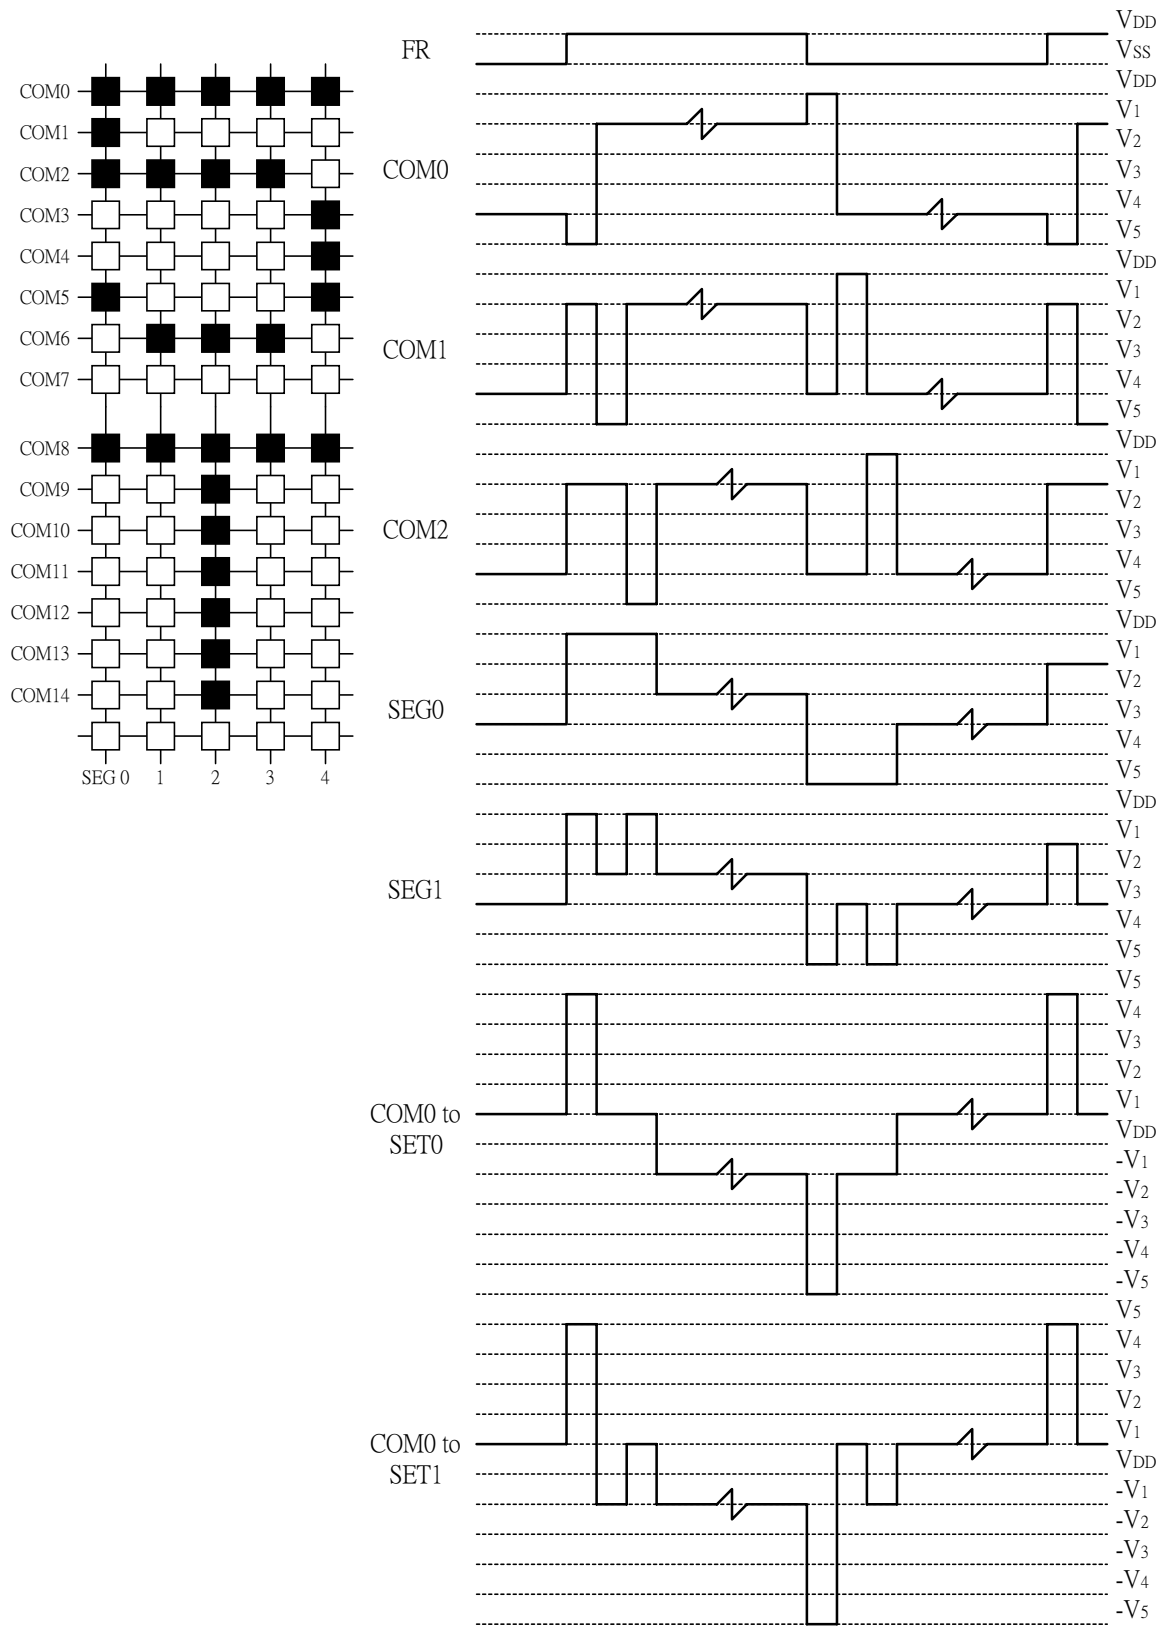 COM0
COM1
COM2
COM3
COM4
COM5
COM6
COM7
COM8
COM9
COM10
COM11
COM12
COM13
COM14
SEG 0 1 2 3 4
FR
VDD
VSS
COM0
VDD
V1
V2
V3
V4
V5
COM1
VDD
V1
V2
V3
V4
V5
COM2
VDD
V1
V2
V3
V4
V5
SEG0
VDD
V1
V2
V3
V4
V5
SEG1
VDD
V1
V2
V3
V4
V5
COM0 to
SET0
V5
V4
V3
V2
V1
VDD
-V1
-V2
-V3
-V4
-V5
COM0 to
SET1
V5
V4
V3
V2
V1
VDD
-V1
-V2
-V3
-V4
-V5